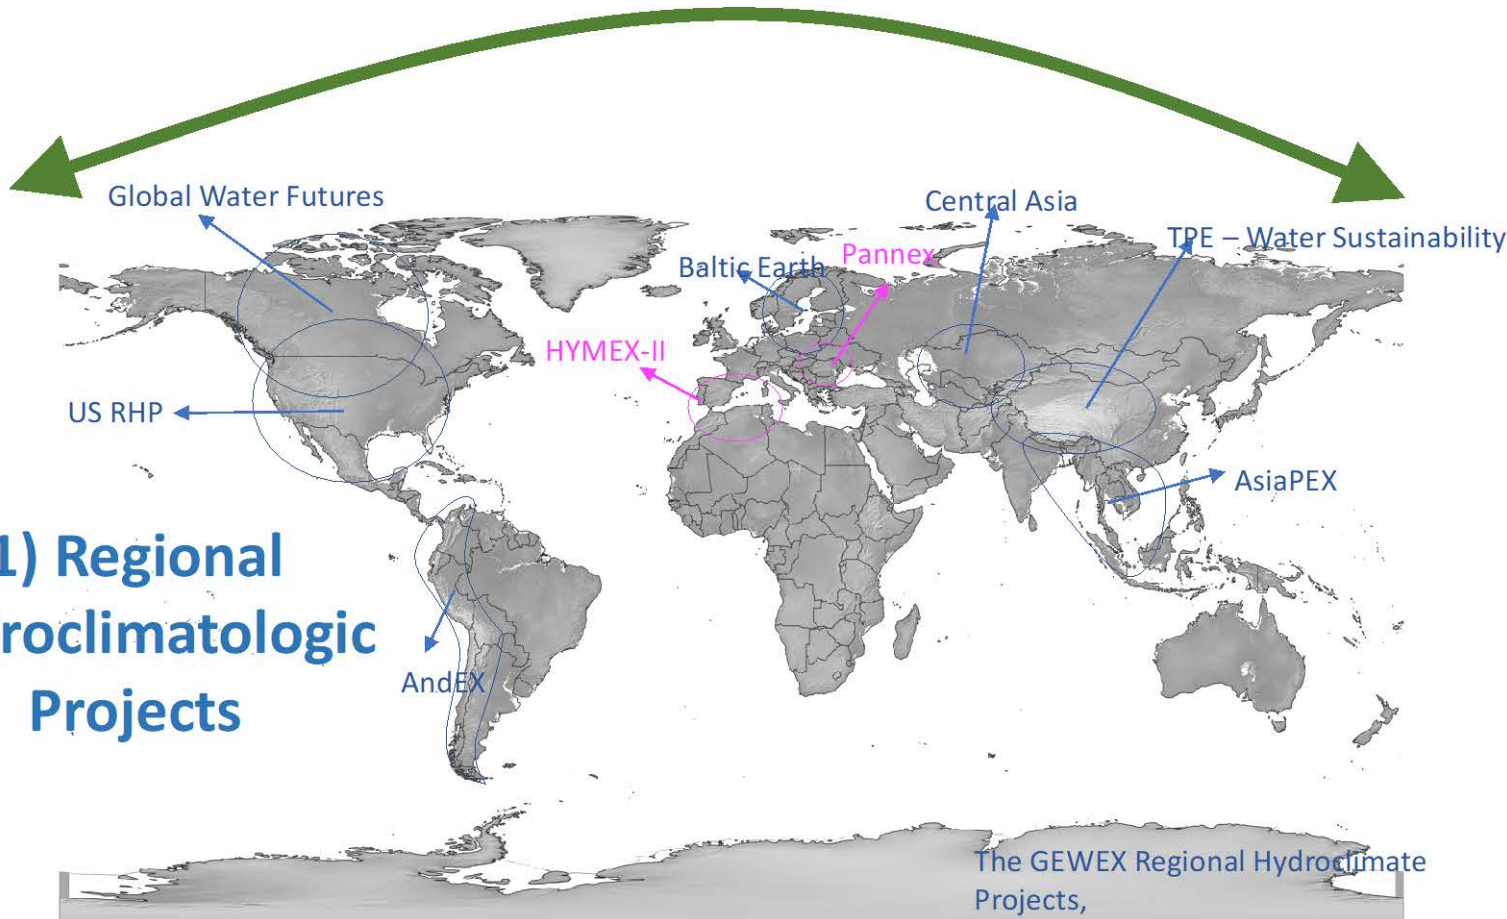 Global Water Futures
Central Asia
TPE – Water Sustainability
Pannex
Baltic Earth
HYMEX-II
US RHP
AsiaPEX
1) Regional
roclimatologic
Projects
AndEX
The GEWEX Regional Hydroclimate
Projects,